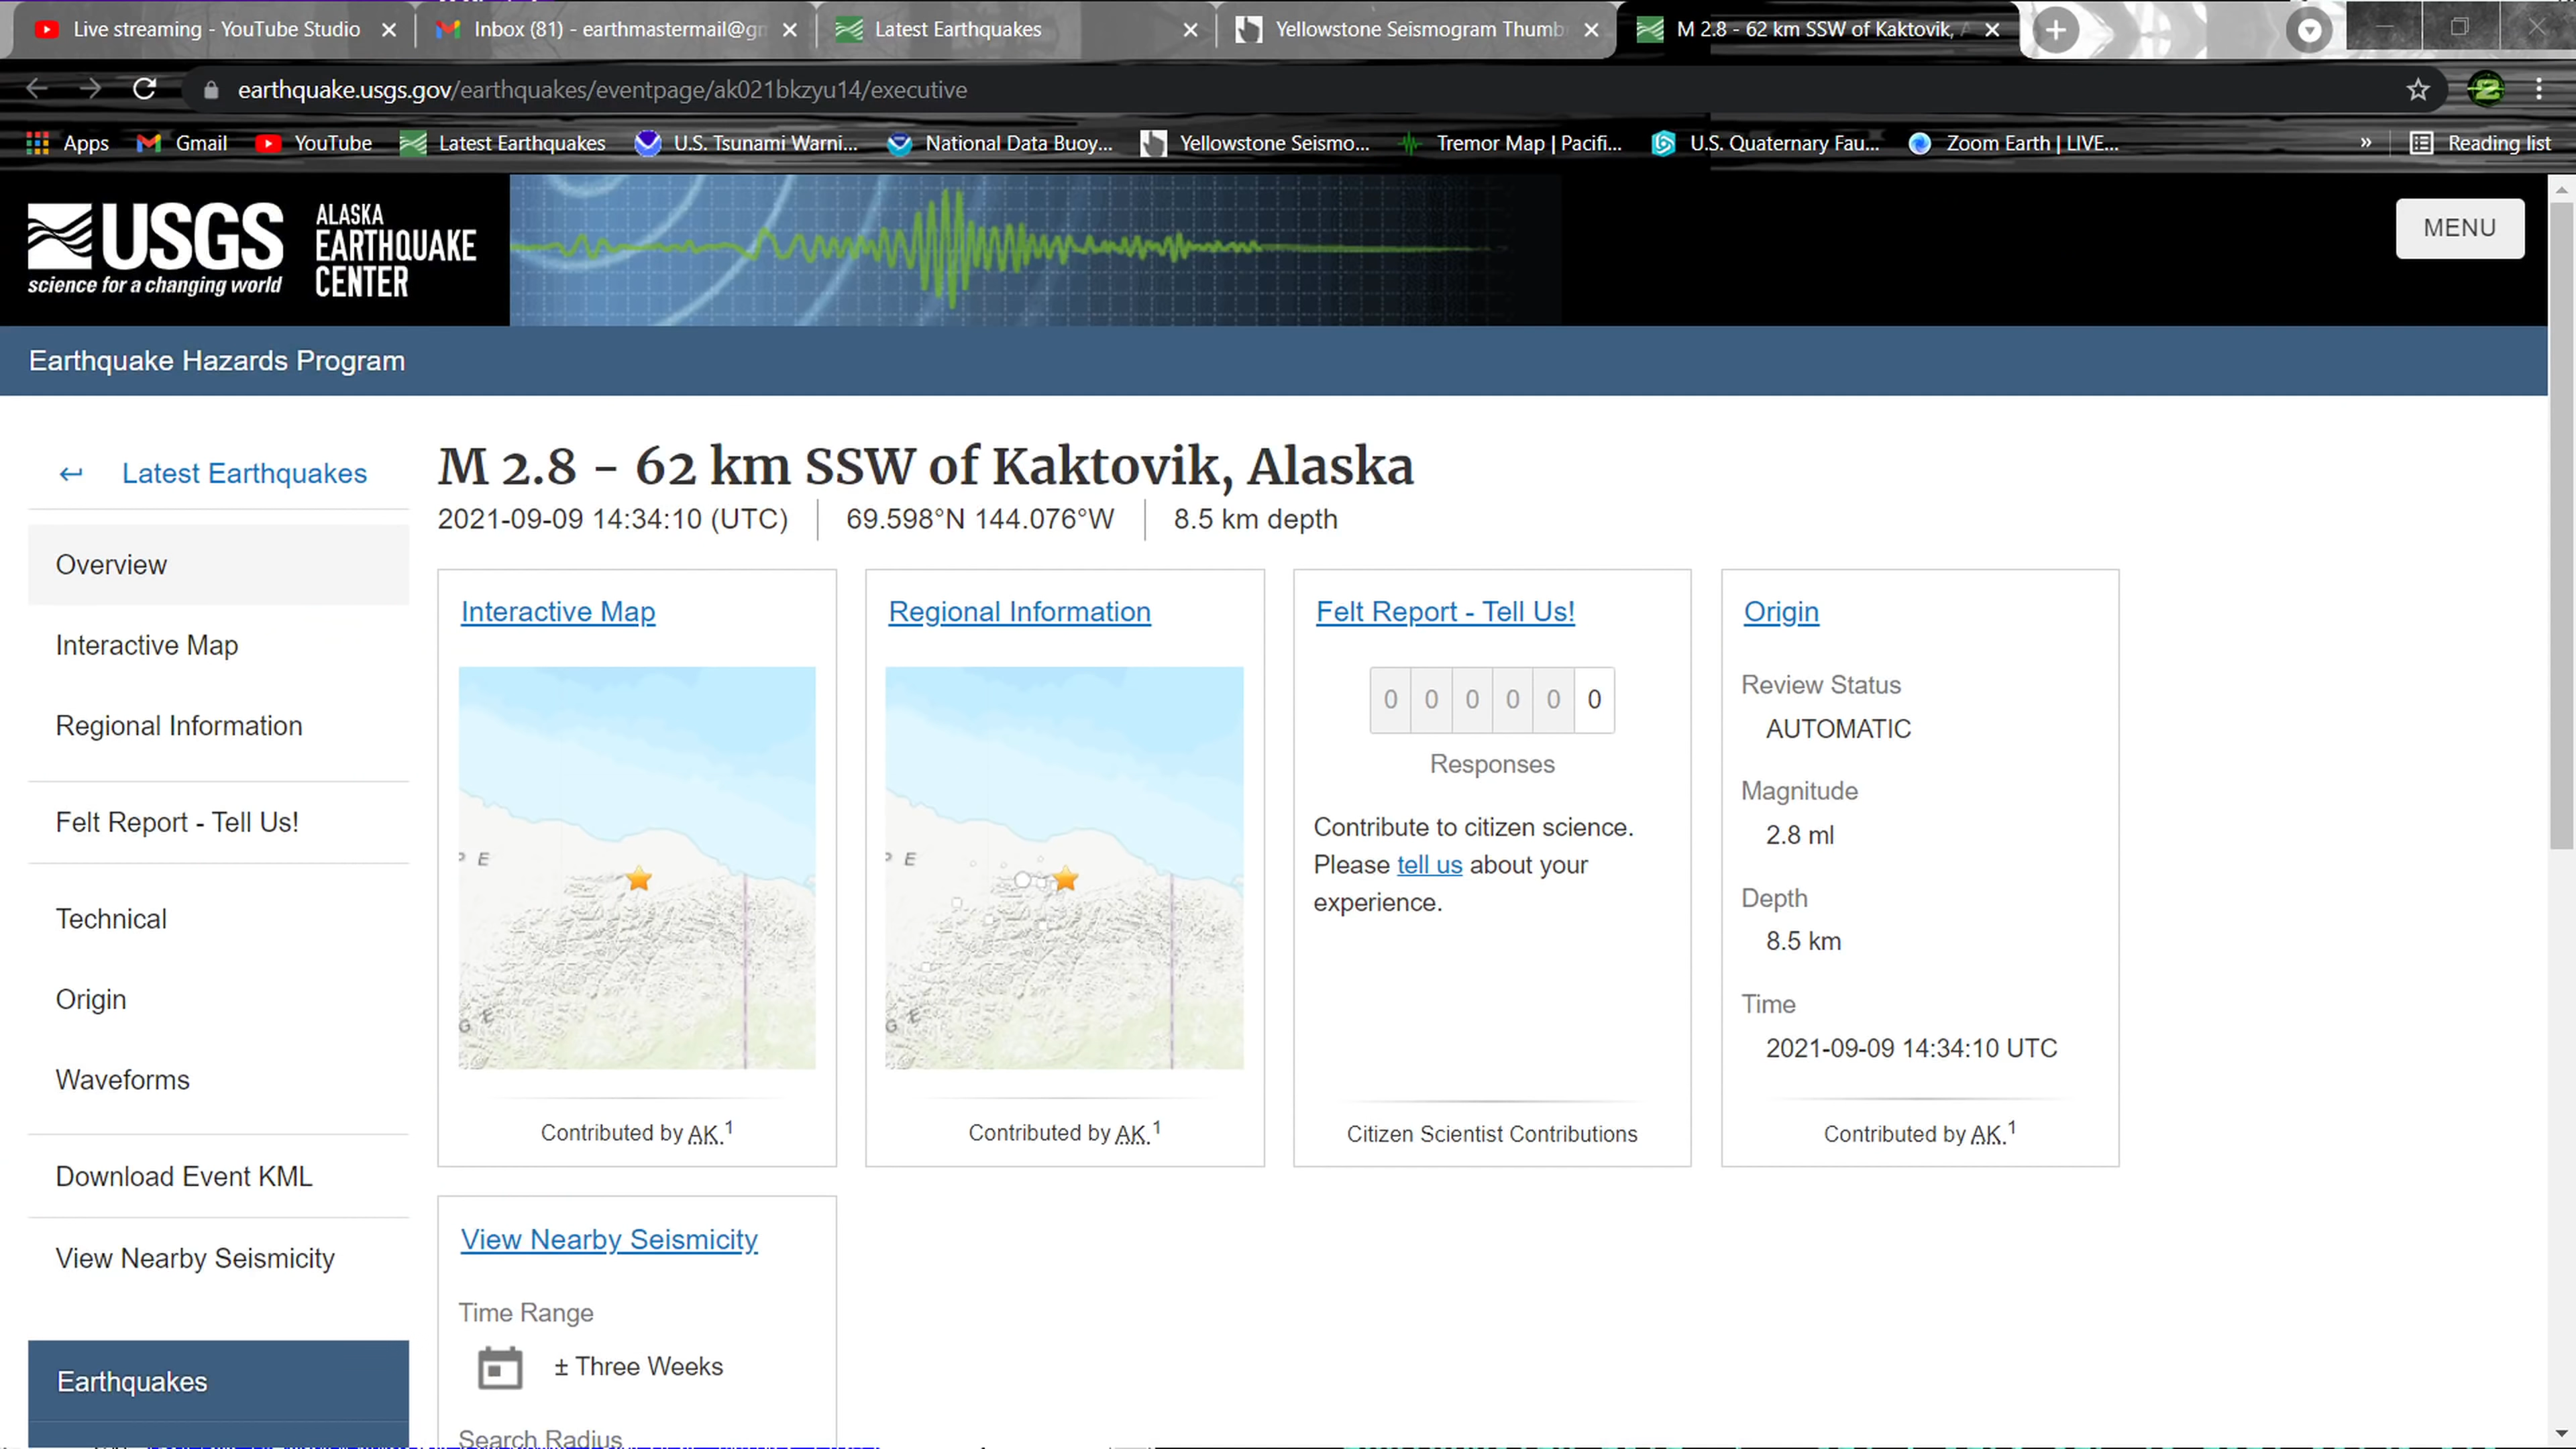 Live streaming - YouTube Studio
Inbox (81) - earthmastermail@gm
Latest Earthquakes
Yellowstone Seismogram Thumb
M 2.8 - 62 km SSW of Kaktovik, A
earthquake.usgs.gov/earthquakes/eventpage/ak021bkzyu14/executive
Apps
Gmail
YouTube
Latest Earthquakes
U.S. Tsunami Warni...
National Data Buoy...
Yellowstone Seismo...
Tremor Map | Pacifi...
U.S. Quaternary Fau...
Zoom Earth | LIVE...
»
Reading list
USGS
science for a changing world
ALASKA
EARTHQUAKE
CENTER
MENU
Earthquake Hazards Program
Latest Earthquakes
Overview
Interactive Map
Regional Information
Felt Report - Tell Us!
Technical
Origin
Waveforms
Download Event KML
View Nearby Seismicity
Earthquakes
M 2.8 - 62 km SSW of Kaktovik, Alaska
2021-09-09 14:34:10 (UTC)
69.598°N 144.076°W
8.5 km depth
Interactive Map
P E
G E
Contributed by AK.1
Regional Information
P E
G E
Contributed by AK.1
Felt Report - Tell Us!
0 0 0 0 0 0
Responses
Contribute to citizen science.
Please tell us about your
experience.
Citizen Scientist Contributions
Origin
Review Status
AUTOMATIC
Magnitude
2.8 ml
Depth
8.5 km
Time
2021-09-09 14:34:10 UTC
Contributed by AK.1
View Nearby Seismicity
Time Range
± Three Weeks
Search Radius